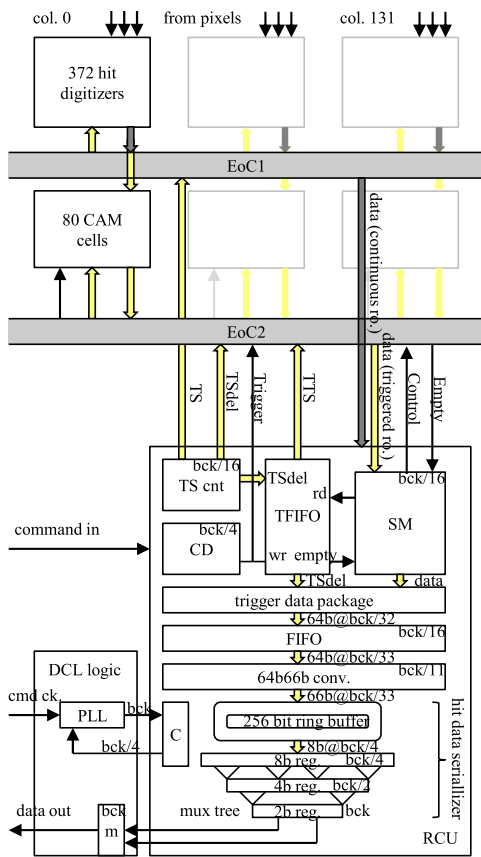 col. 0
from pixels
col. 131
372 hit
digitizers
EoC1
80 CAM
cells
data (continuous ro.)
EoC2
TS
TSdel
Trigger
TTS
data (triggered ro.)
Control
Empty
bck/16
TS cnt
TSdel
TFIFO
rd
bck/16
SM
command in
bck/4
CD
wr empty
TSdel
data
trigger data package
64b@bck/32
FIFO
bck/16
64b@bck/33
64b66b conv.
bck/11
66b@bck/33
DCL logic
cmd ck.
PLL
bck
C
bck/4
256 bit ring buffer
8b@bck/4
8b reg.
bck/4
4b reg.
bck/2
2b reg.
bck
hit data seriallizer
data out
bck
m
mux tree
RCU